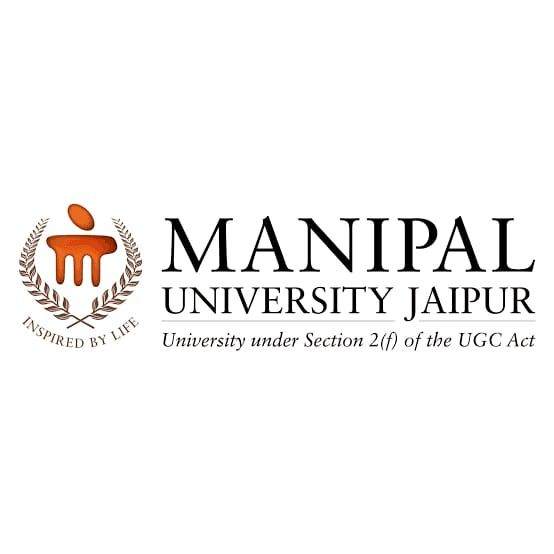 MANIPAL
UNIVERSITY JAIPUR
University under Section 2(f) of the UGC Act
INSPIRED BY LIFE